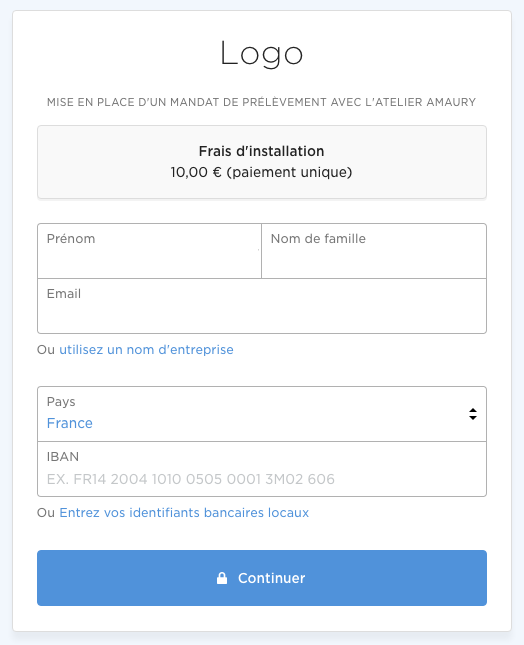 Logo
MISE EN PLACE D'UN MANDAT DE PRÉLÈVEMENT AVEC L'ATELIER AMAURY
Frais d'installation
10,00 € (paiement unique)
Prénom
Nom de famille
Email
Ou utilisez un nom d'entreprise
Pays
France
IBAN
EX. FR14 2004 1010 0505 0001 3M02 606
Ou Entrez vos identifiants bancaires locaux
Continuer